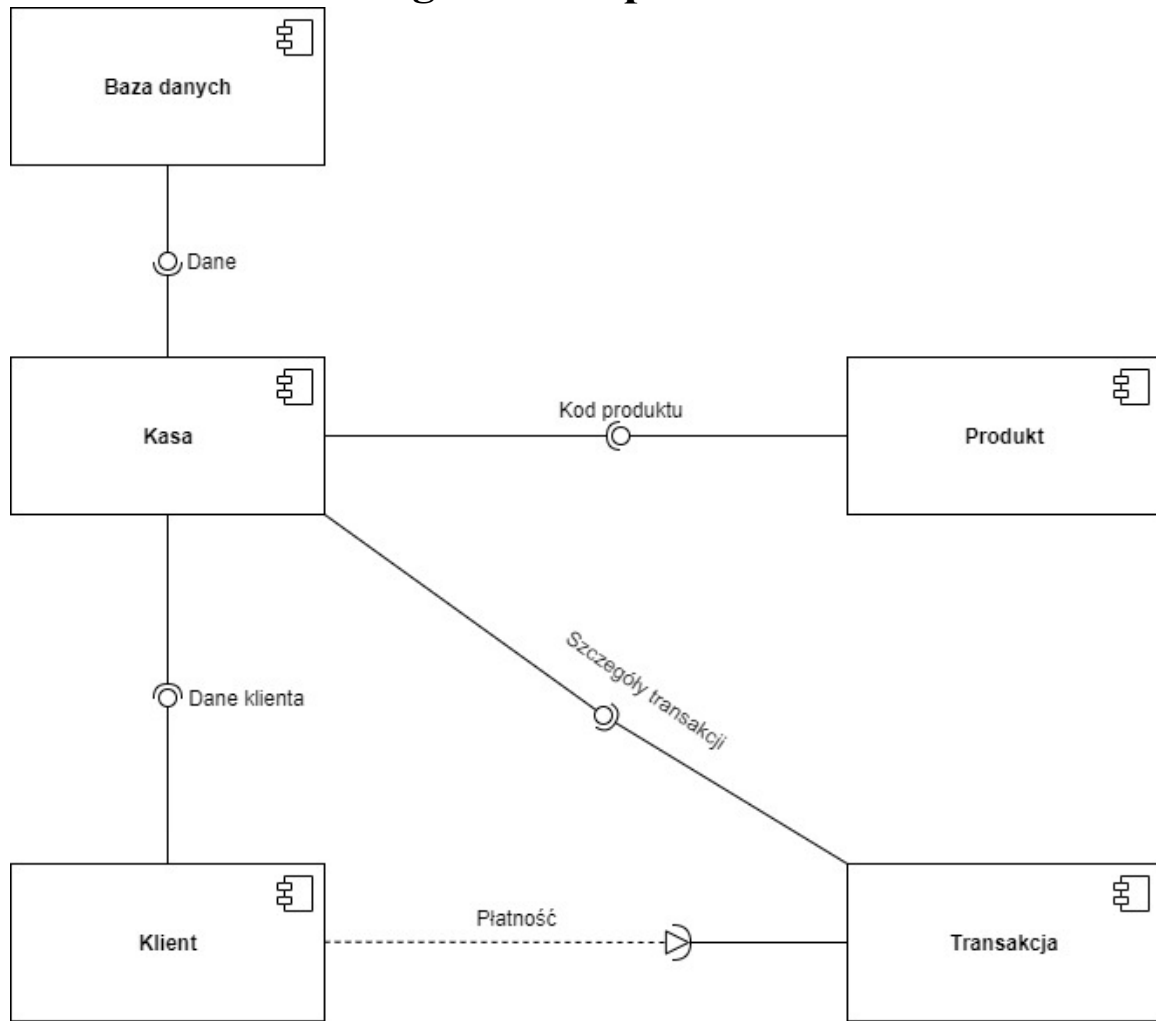 Baza danych
Dane
Kasa
Kod produktu
Produkt
Szczegóły transakcji
Dane klienta
Płatność
Klient
Transakcja